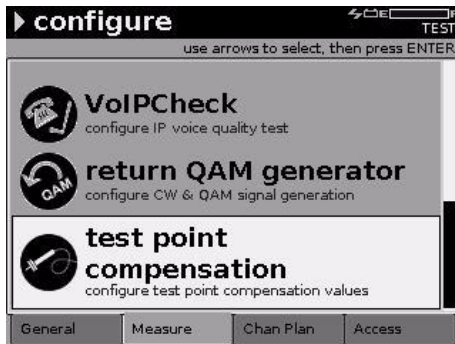 configure
E F
TEST
use arrows to select, then press ENTER
VoIPCheck
configure IP voice quality test
QAM
return QAM generator
configure CW & QAM signal generation
test point
compensation
configure test point compensation values
General Measure Chan Plan Access